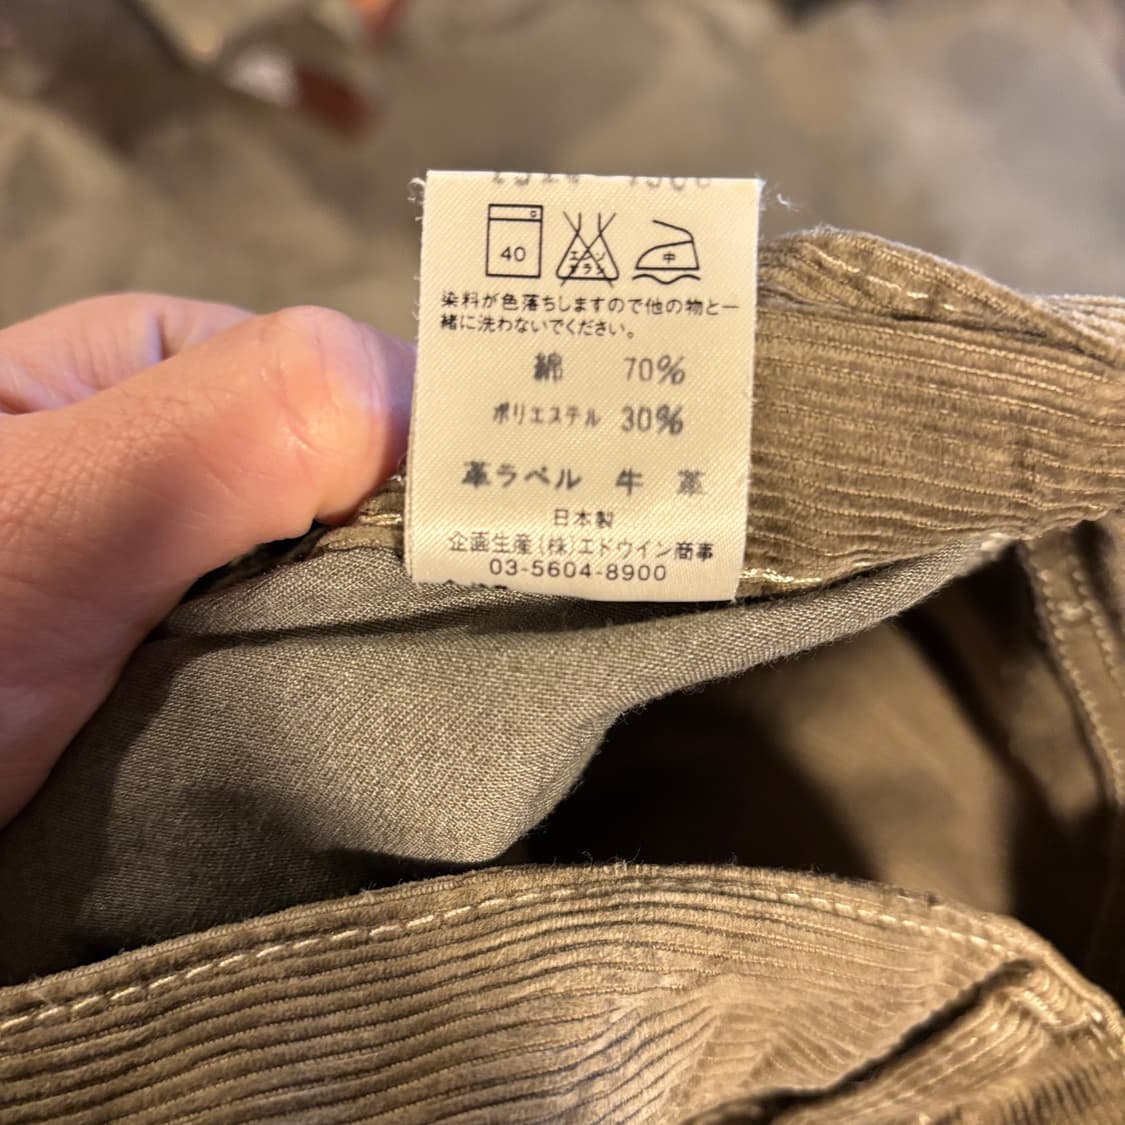 40
エンソ
サラシ
中
染料が色落ちしますので他の物と一
緒に洗わないでください。
綿 70%
ポリエステル 30%
革ラベル 牛 革
日本製
企画生産(株)エドウイン商事
03-5604-8900